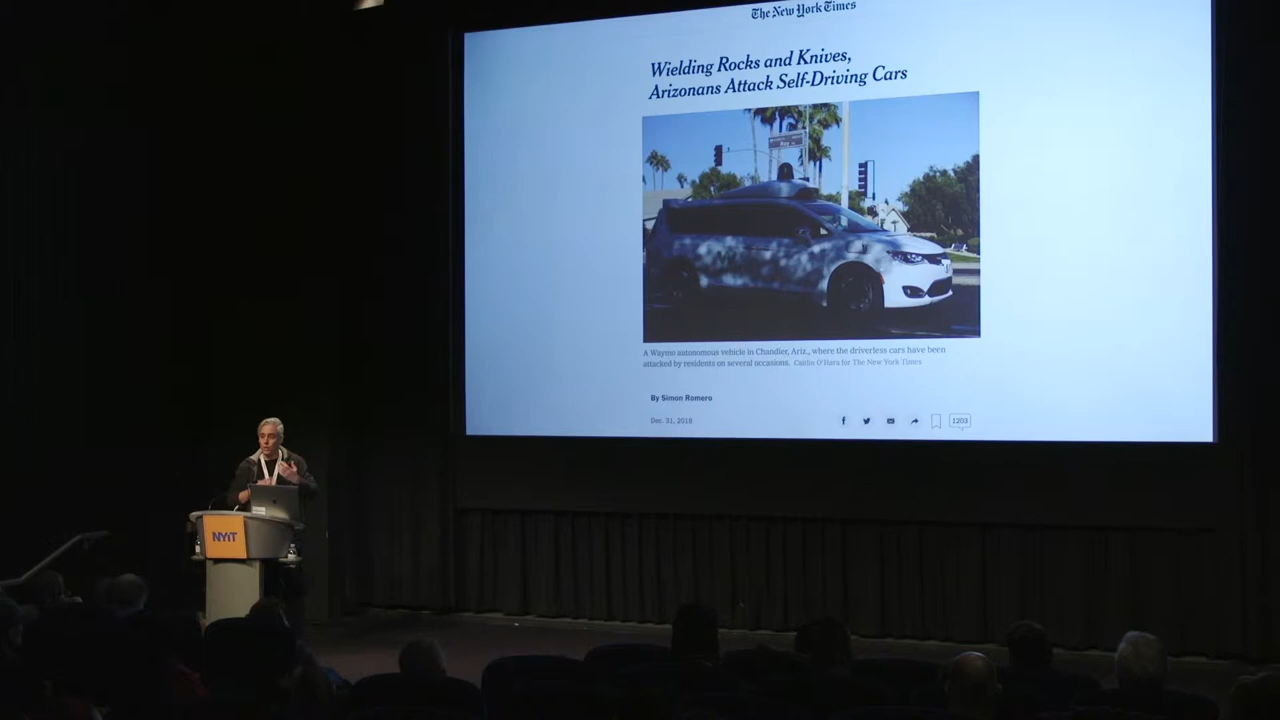 The New York Times
Wielding Rocks and Knives,
Arizonans Attack Self-Driving Cars
Ray
A Waymo autonomous vehicle in Chandler, Ariz., where the driverless cars have been
attacked by residents on several occasions. Caitlin O'Hara for The New York Times
By Simon Romero
Dec. 31, 2018
1203
NYIT